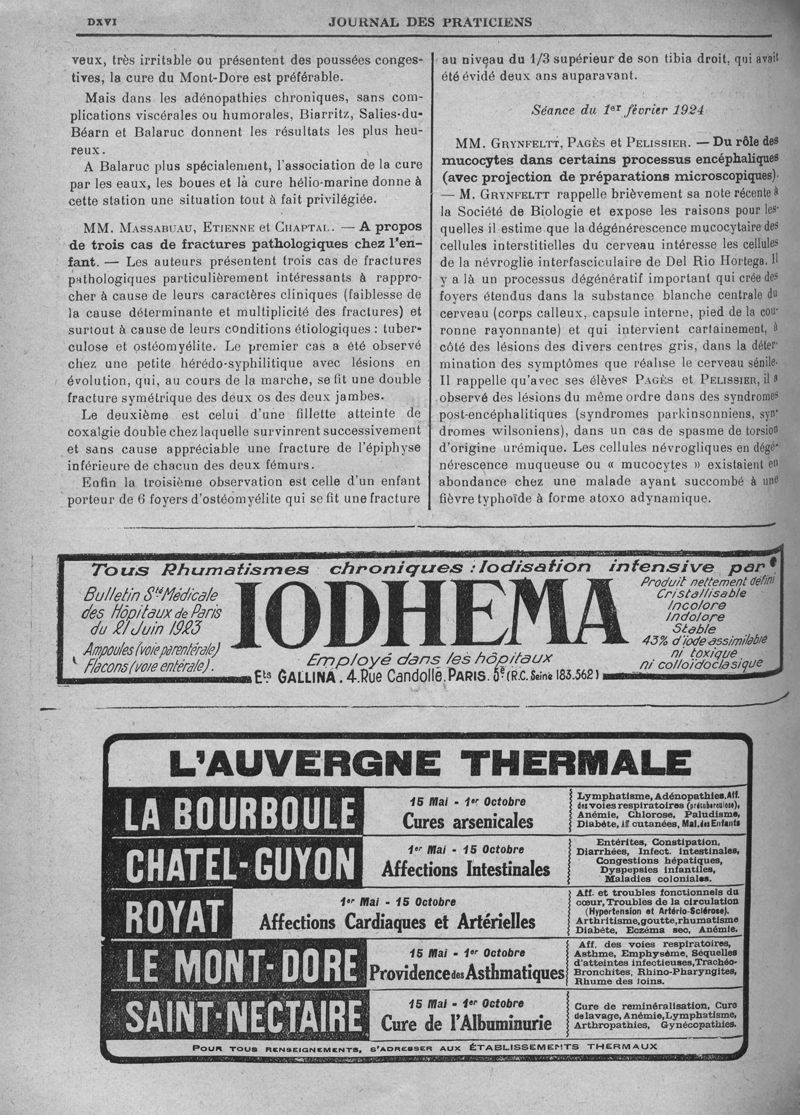 DXVI
JOURNAL DES PRATICIENS
veux, très irritable ou présentent des poussées conges-
tives, la cure du Mont-Dore est préférable.
Mais dans les adénopathies chroniques, sans com-
plications viscérales ou humorales, Biarritz, Salies-du-
Béarn et Balaruc donnent les résultats les plus heu-
reux.
A Balaruc plus spécialement, l'association de la cure
par les eaux, les boues et là cure hélio-marine donne à
cette station une situation tout à fait privilégiée.
MM. Massabuau, Etienne et Chaptal. — A propos
de trois cas de fractures pathologiques chez l'en-
fant. — Les auteurs présentent trois cas de fractures
pathologiques particulièrement intéressants à rappro-
cher à cause de leurs caractères cliniques (faiblesse de
la cause déterminante et multiplicité des fractures) et
surtout à cause de leurs conditions étiologiques : tuber-
culose et ostéomyélite. Le premier cas a été observé
chez une petite hérédo-syphilitique avec lésions en
évolution, qui, au cours de la marche, se fit une double
fracture symétrique des deux os des deux jambes.
Le deuxième est celui d'une fillette atteinte de
coxalgie double chez laquelle survinrent successivement
et sans cause appréciable une fracture de l'épiphyse
inférieure de chacun des deux fémurs.
Enfin la troisième observation est celle d'un enfant
porteur de 6 foyers d'ostéomyélite qui se fit une fracture
au niveau du 1/3 supérieur de son tibia droit, qui avait
été évidé deux ans auparavant.
Séance du 1er février 1924
MM. Grynfeltt, Pagès et Pelissier. — Du rôle des
mucocytes dans certains processus encéphaliques
(avec projection de préparations microscopiques).
— M. Grynfeltt rappelle brièvement sa note récente à
la Société de Biologie et expose les raisons pour les-
quelles il estime que la dégénérescence mucocytaire des
cellules interstitielles du cerveau intéresse les cellules
de la névroglie interfasciculaire de Del Rio Hortega. Il
y a là un processus dégénératif important qui crée des
foyers étendus dans la substance blanche centrale du
cerveau (corps calleux, capsule interne, pied de la cou-
ronne rayonnante) et qui intervient certainement, à
côté des lésions des divers centres gris, dans la déter-
mination des symptômes que réalise le cerveau sénile.
Il rappelle qu'avec ses élèves Pagès et Pelissier, il a
observé des lésions du même ordre dans des syndromes
post-encéphalitiques (syndromes parkinsonniens, syn-
dromes wilsoniens), dans un cas de spasme de torsion
d'origine urémique. Les cellules névrogliques en dégé-
nérescence muqueuse ou « mucocytes » existaient en
abondance chez une malade ayant succombé à une
fièvre typhoïde à forme atoxo adynamique.
Tous Rhumatismes chroniques : Iodisation intensive par
Bulletin Sté Médicale
des Hôpitaux de Paris
du 21 Juin 1923
Ampoules (voie parentérale)
Flacons (voie entérale).
IODHEMA
Employé dans les hôpitaux
Produit nettement défini
Cristallisable
Incolore
Indolore
Stable
43% d'iode assimilable
ni toxique
ni colloïdoclasique
Ets GALLINA. 4, Rue Candolle. PARIS. 5e (R.C. Seine 183.562)
L'AUVERGNE THERMALE
LA BOURBOULE
15 Mai - 1er Octobre
Cures arsenicales
Lymphatisme, Adénopathies, Aff.
des voies respiratoires (prétuberculose),
Anémie, Chlorose, Paludisme,
Diabète, aff cutanées, Mal. des Enfants
CHATEL-GUYON
1er Mai - 15 Octobre
Affections Intestinales
Entérites, Constipation,
Diarrhées, Infect. intestinales,
Congestions hépatiques,
Dyspepsies infantiles,
Maladies coloniales.
ROYAT
1er Mai - 15 Octobre
Affections Cardiaques et Artérielles
Aff. et troubles fonctionnels du
cœur, Troubles de la circulation
(Hypertension et Artério-Sclérose).
Arthritisme, goutte, rhumatisme
Diabète, Eczéma sec, Anémie.
LE MONT-DORE
15 Mai - 1er Octobre
Providence des Asthmatiques
Aff. des voies respiratoires,
Asthme, Emphysème, Séquelles
d'atteintes infectieuses, Trachéo-
Bronchites, Rhino-Pharyngites,
Rhume des foins.
SAINT-NECTAIRE
15 Mai - 1er Octobre
Cure de l'Albuminurie
Cure de reminéralisation, Cure
de lavage, Anémie, Lymphatisme,
Arthropathies, Gynécopathies.
Pour tous renseignements, s'adresser aux ÉTABLISSEMENTS THERMAUX